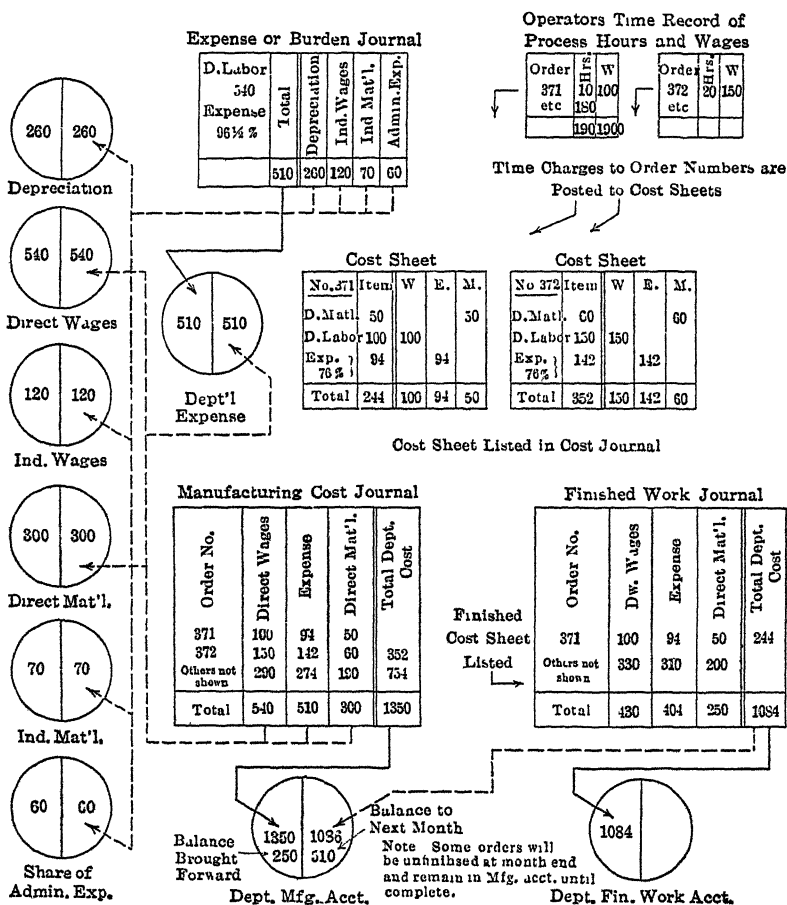 Operators Time Record of
Process Hours and Wages
Expense or Burden Journal
D.Labor
540
Expense
Total
Depreciation
Ind.Wages
Ind Mat'l.
Admin.Exp.
510 260 120 70 60
Order Hrs. W
371 10 100
etc 180
190 1900
Order Hrs. W
372 20 150
etc
260 260
Depreciation
Time Charges to Order Numbers are
Posted to Cost Sheets
540 540
Direct Wages
510 510
Dept'l
Expense
Cost Sheet
No.371 Item W E. M.
D.Matl. 50 50
D.Labor 100 100
Exp. } 94 94
76% }
Total 244 100 94 50
Cost Sheet
No 372 Item W E. M.
D.Matl. 60 60
D.Labor 150 150
Exp. } 142 142
76% }
Total 352 150 142 60
120 120
Ind. Wages
Cost Sheet Listed in Cost Journal
Manufacturing Cost Journal
Order No.
Direct Wages
Expense
Direct Mat'l.
Total Dept.
Cost
371 100 94 50
372 150 142 60 352
Others not 290 274 190 754
shown
Total 540 510 300 1350
Finished Work Journal
Order No.
Dw. Wages
Expense
Direct Mat'l.
Total Dept.
Cost
371 100 94 50 244
Others not 330 310 200
shown
Total 430 404 250 1084
Finished
Cost Sheet
Listed
300 300
Direct Mat'l.
70 70
Ind. Mat'l.
60 60
Share of
Admin. Exp.
1350
250
510
Balance
Brought
Forward
Balance to
Next Month
Dept. Mfg. Acct.
Note Some orders will
be unfinihsed at month end
and remain in Mfg. acct. until
complete.
1084
Dept. Fin. Work Acct.